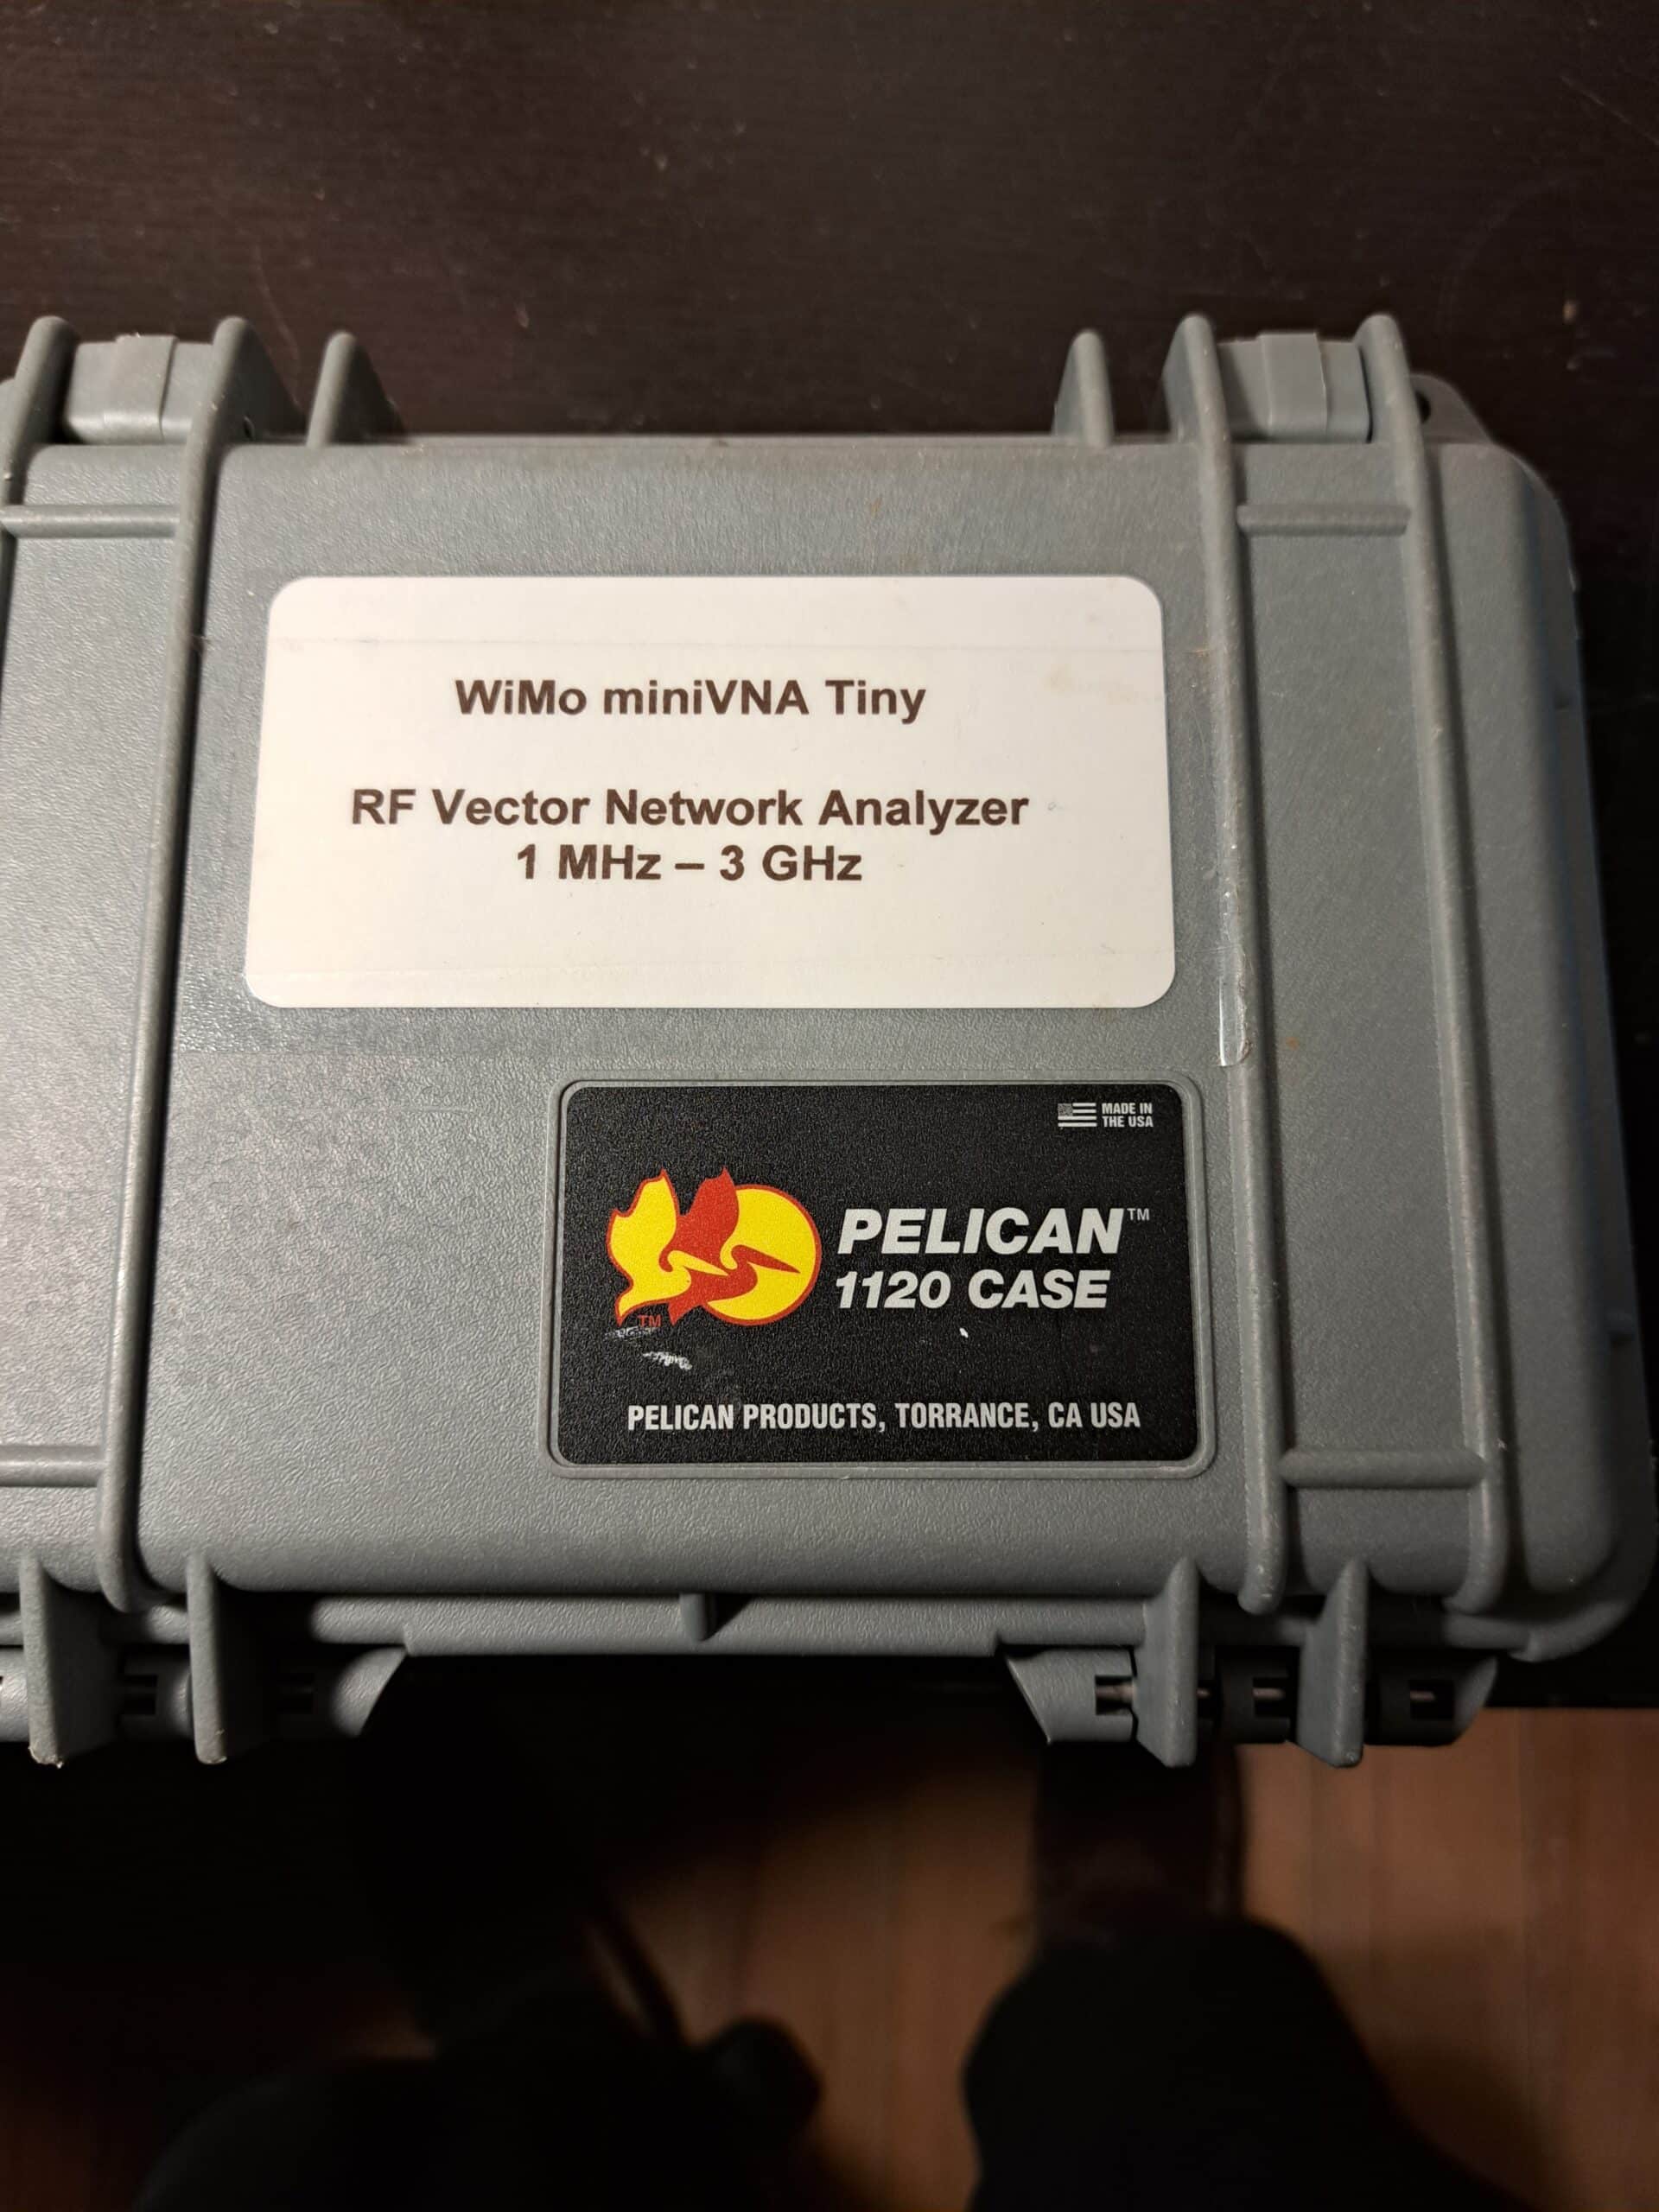 WiMo miniVNA Tiny
RF Vector Network Analyzer
1 MHz – 3 GHz
MADE IN
THE USA
PELICAN™
1120 CASE
TM
PELICAN PRODUCTS, TORRANCE, CA USA